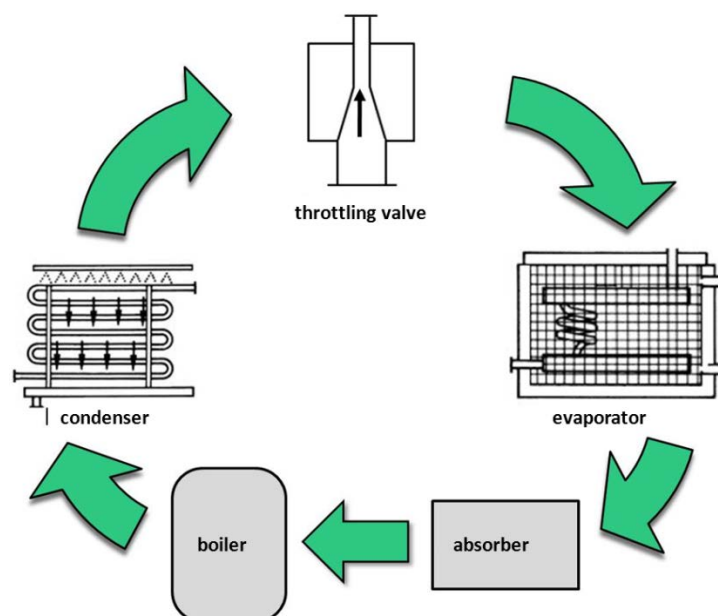 throttling valve
condenser
evaporator
boiler
absorber